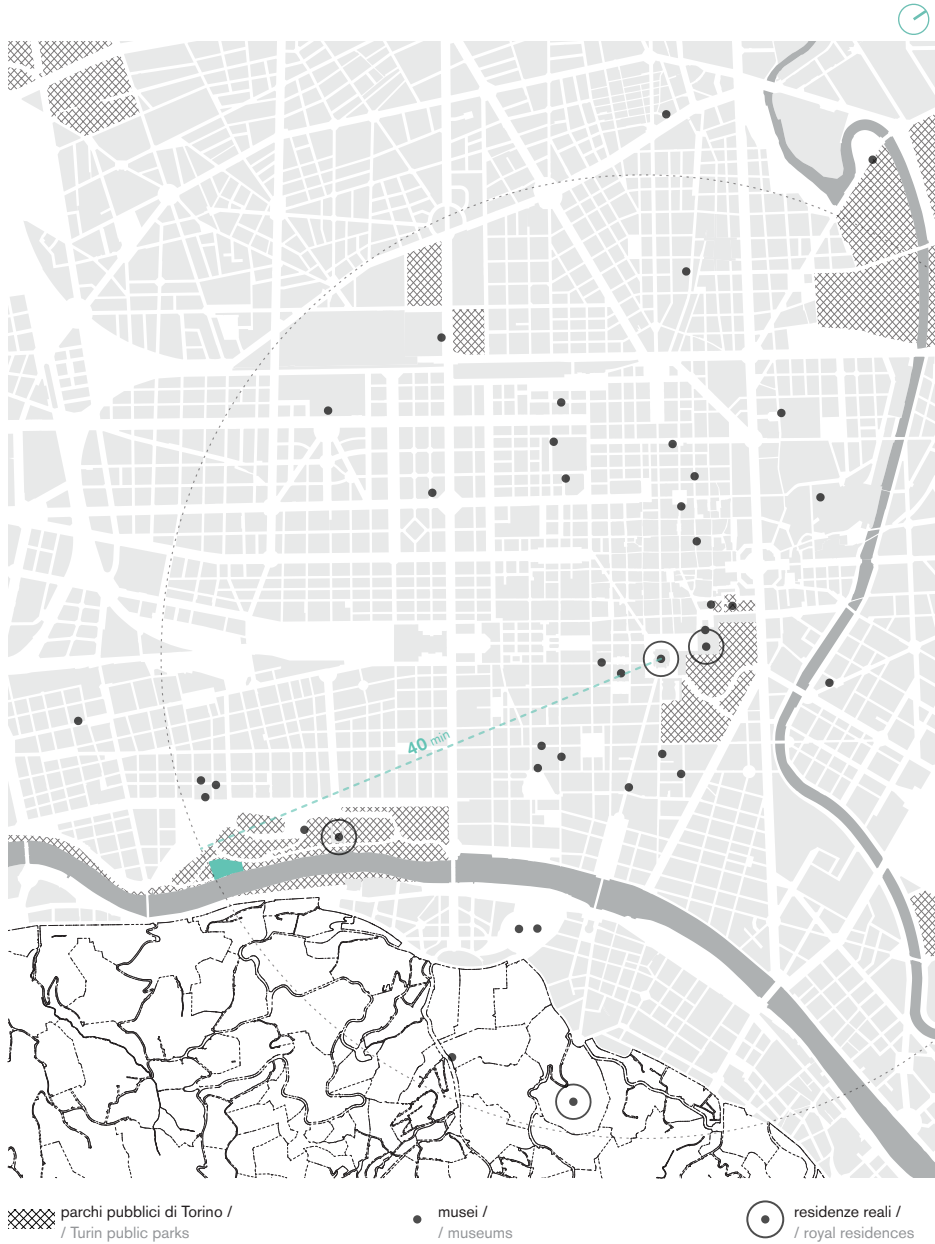 40 min
parchi pubblici di Torino /
/ Turin public parks
musei /
/ museums
residenze reali /
/ royal residences